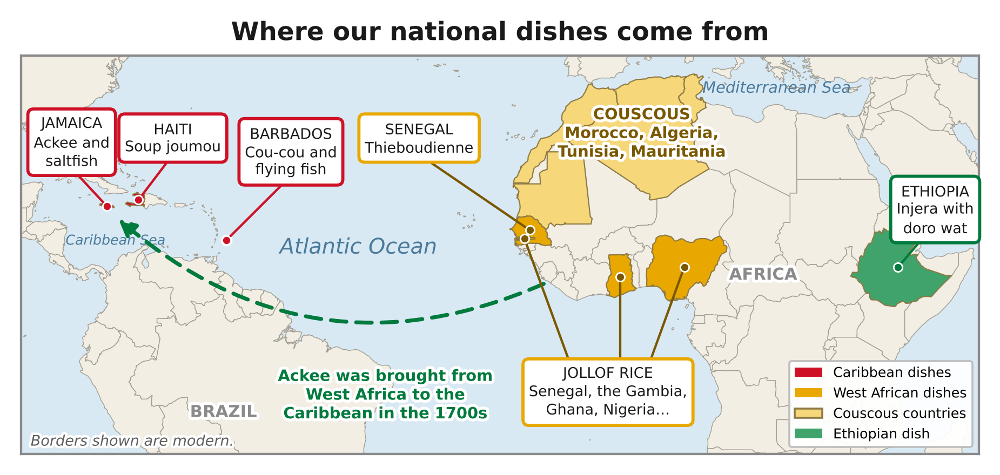 Where our national dishes come from
JAMAICA
Ackee and
saltfish
HAITI
Soup joumou
BARBADOS
Cou-cou and
flying fish
SENEGAL
Thieboudienne
COUSCOUS
Morocco, Algeria,
Tunisia, Mauritania
Mediterranean Sea
ETHIOPIA
Injera with
doro wat
Caribbean Sea
Atlantic Ocean
AFRICA
Ackee was brought from
West Africa to the
Caribbean in the 1700s
BRAZIL
JOLLOF RICE
Senegal, the Gambia,
Ghana, Nigeria…
Caribbean dishes
West African dishes
Couscous countries
Ethiopian dish
Borders shown are modern.